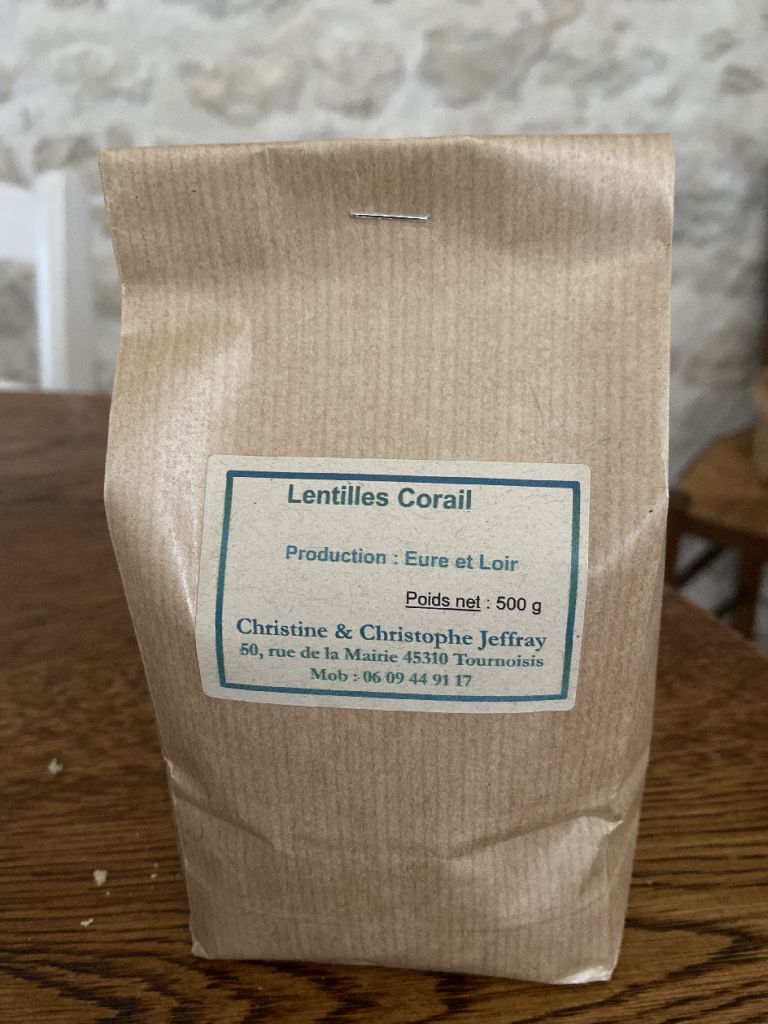 Lentilles Corail
Production : Eure et Loir
Poids net : 500 g
Christine & Christophe Jeffray
50, rue de la Mairie 45310 Tournoisis
Mob : 06 09 44 91 17